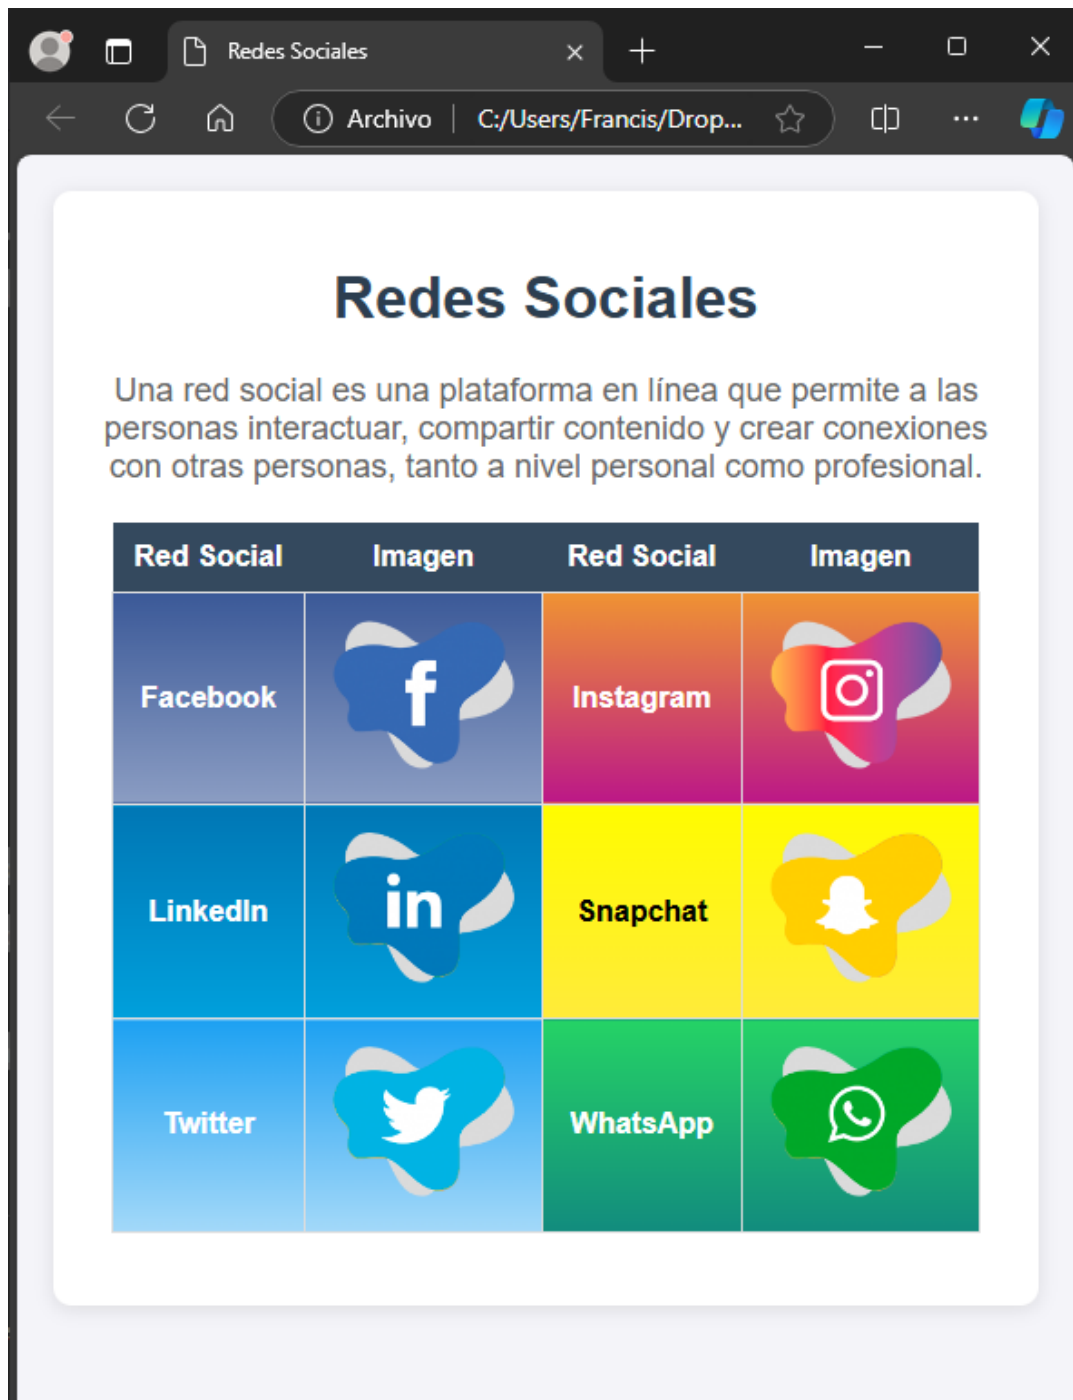 Redes Sociales
Archivo C:/Users/Francis/Drop...
Redes Sociales
Una red social es una plataforma en línea que permite a las
personas interactuar, compartir contenido y crear conexiones
con otras personas, tanto a nivel personal como profesional.
Red Social Imagen Red Social Imagen
Facebook f Instagram
LinkedIn in Snapchat
Twitter WhatsApp